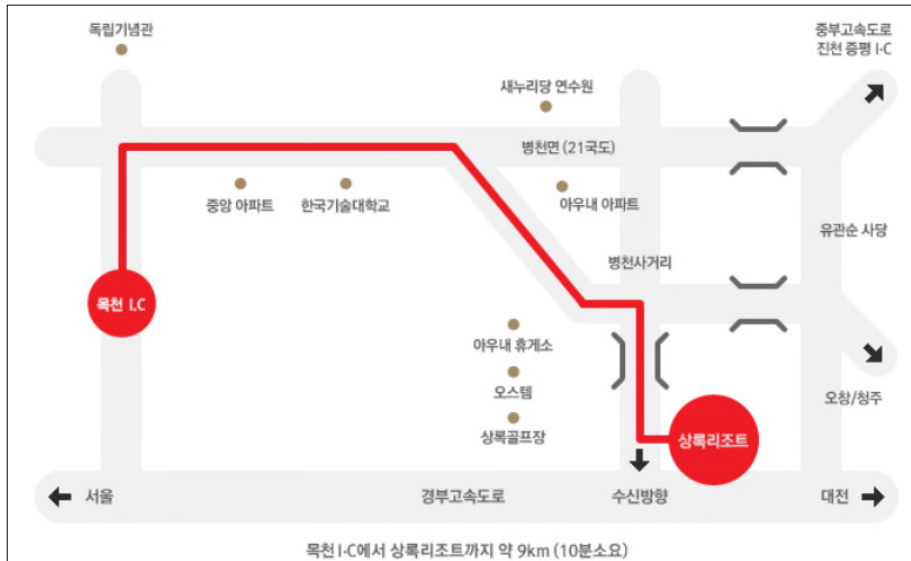 독립기념관
중부고속도로
진천 증평 I·C
새누리당 연수원
병천면 (21국도)
중앙 아파트
한국기술대학교
아우내 아파트
유관순 사당
병천사거리
목천 I.C
아우내 휴게소
오스템
오창/청주
상록골프장
상록리조트
서울
경부고속도로
수신방향
대전
목천 I·C에서 상록리조트까지 약 9km (10분소요)